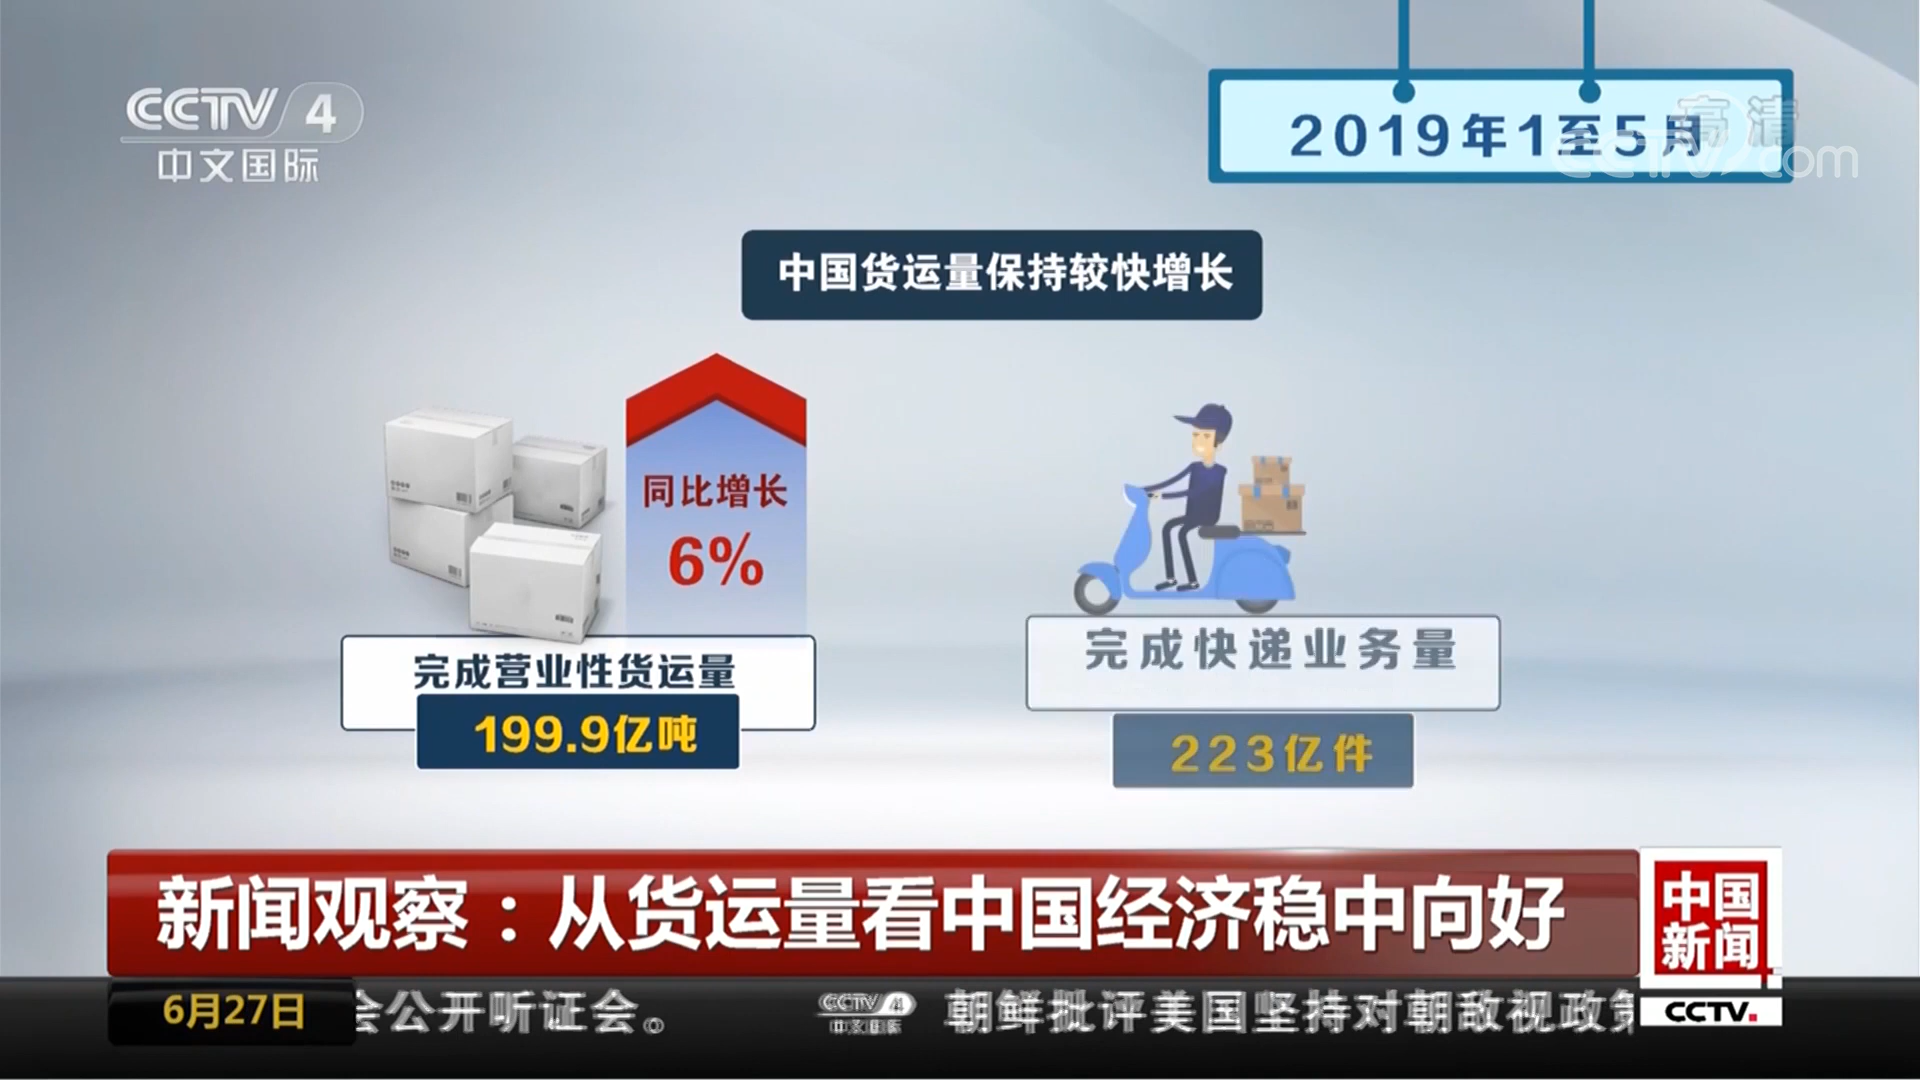 CCTV 4
中文国际
高清
2019年1至5月
CCTV.com
中国货运量保持较快增长
同比增长
6%
完成营业性货运量
199.9亿吨
完成快递业务量
223亿件
新闻观察：从货运量看中国经济稳中向好
中国
新闻
6月27日
会公开听证会。
CCTV 4
中文国际
朝鲜批评美国坚持对朝敌视政策
CCTV.